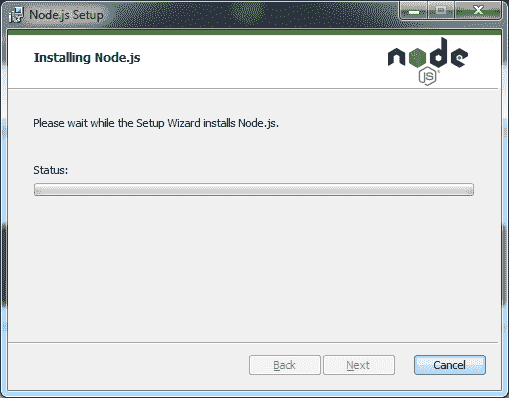 Node.js Setup
Installing Node.js
node
JS
Please wait while the Setup Wizard installs Node.js.
Status:
Back
Next
Cancel